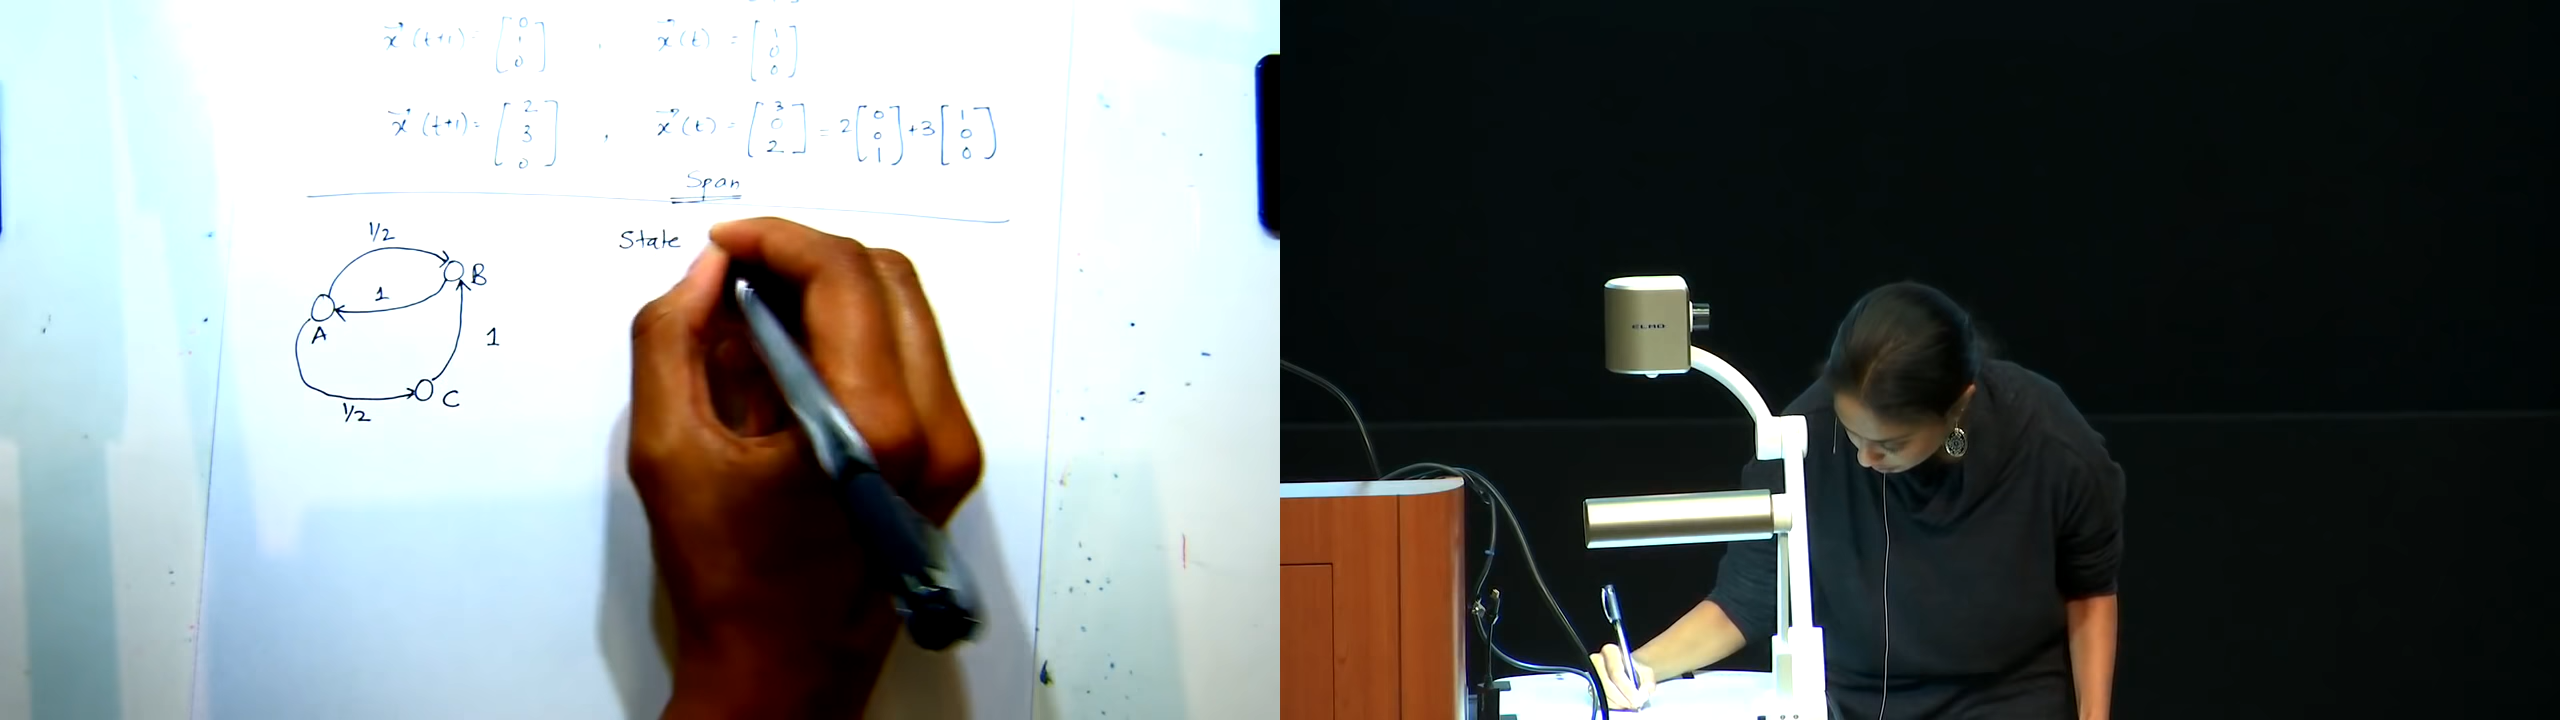 x⃗(t+1) = [0 1 0] , x⃗(t) = [1 0 0]
x⃗(t+1) = [2 3 0] , x⃗(t) = [3 0 2] = 2[0 0 1] + 3[1 0 0]
Span
State
1/2
B
1
A
1
C
1/2
ELMO